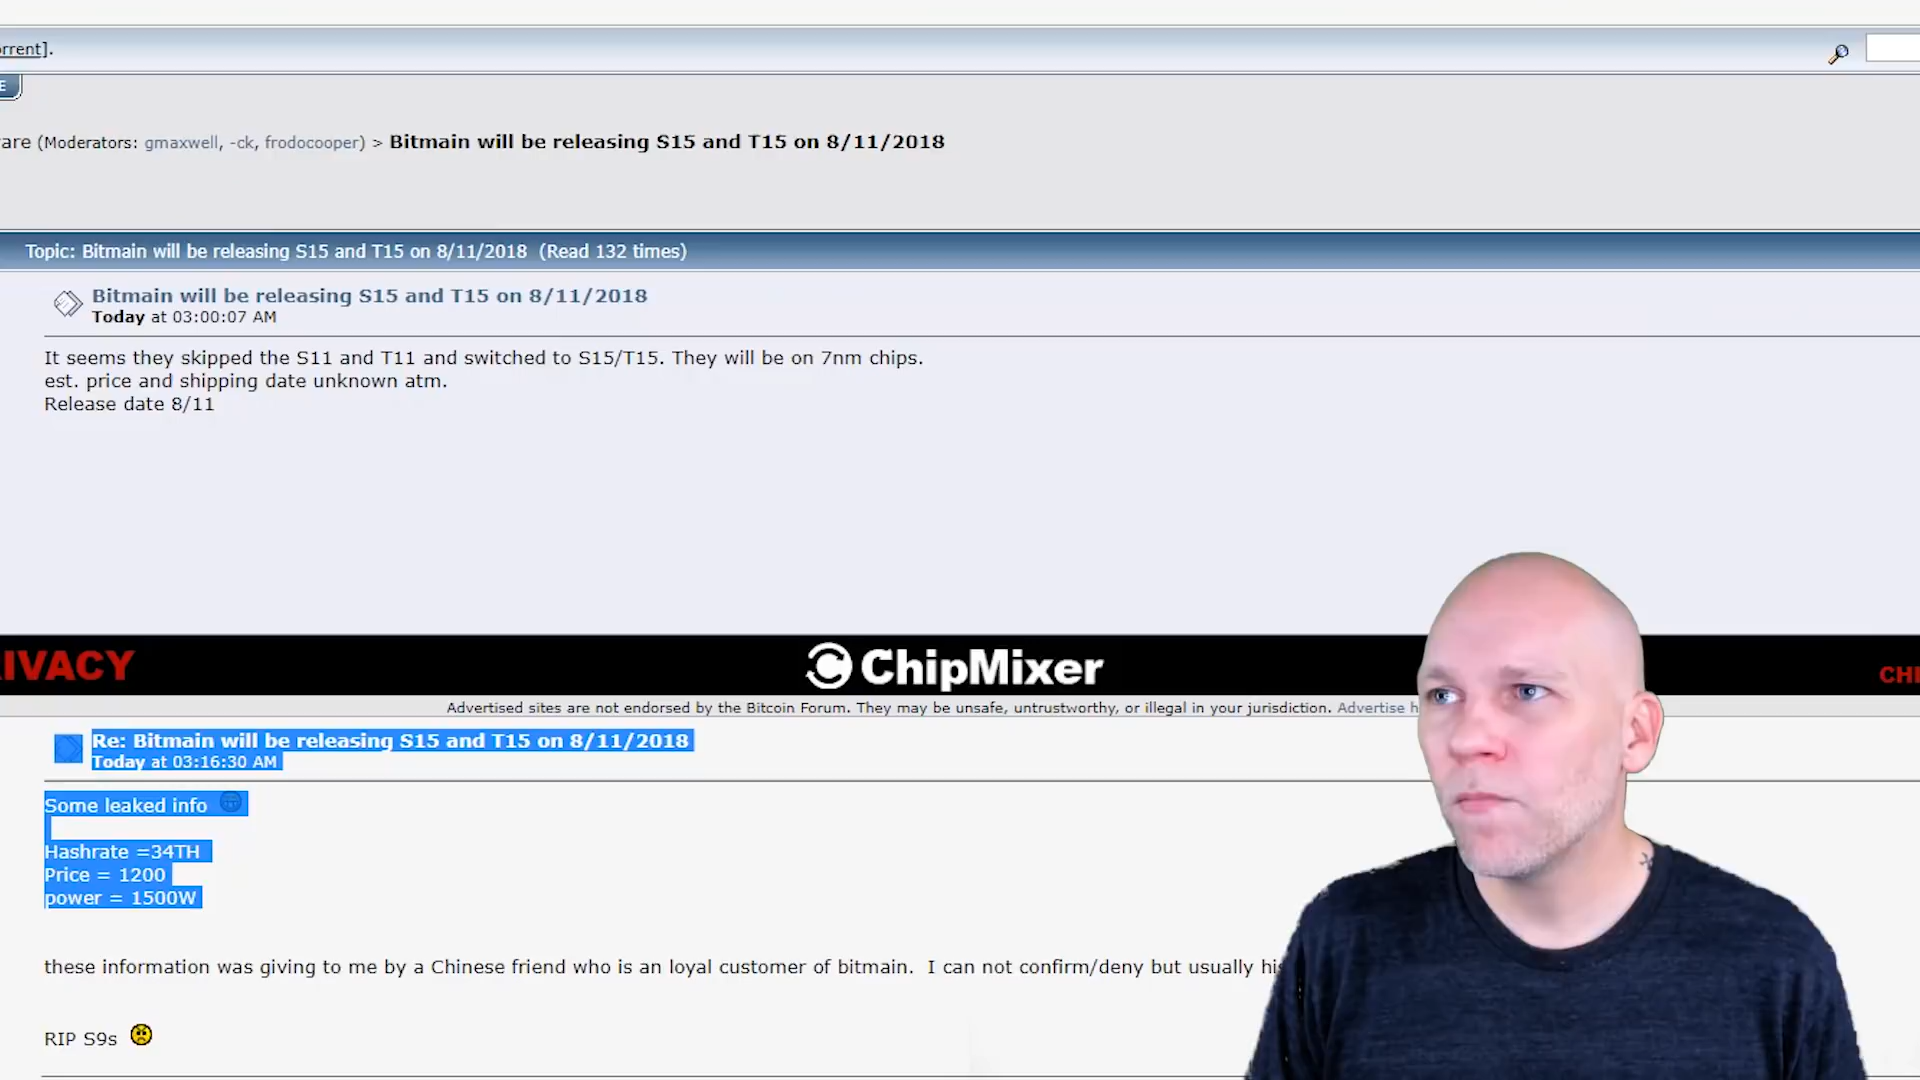 orrent].
E
are (Moderators: gmaxwell, -ck, frodocooper) > Bitmain will be releasing S15 and T15 on 8/11/2018
Topic: Bitmain will be releasing S15 and T15 on 8/11/2018 (Read 132 times)
Bitmain will be releasing S15 and T15 on 8/11/2018
Today at 03:00:07 AM
It seems they skipped the S11 and T11 and switched to S15/T15. They will be on 7nm chips.
est. price and shipping date unknown atm.
Release date 8/11
IVACY ChipMixer CHI
Advertised sites are not endorsed by the Bitcoin Forum. They may be unsafe, untrustworthy, or illegal in your jurisdiction. Advertise h
Re: Bitmain will be releasing S15 and T15 on 8/11/2018
Today at 03:16:30 AM
Some leaked info
Hashrate =34TH
Price = 1200
power = 1500W
these information was giving to me by a Chinese friend who is an loyal customer of bitmain. I can not confirm/deny but usually his
RIP S9s